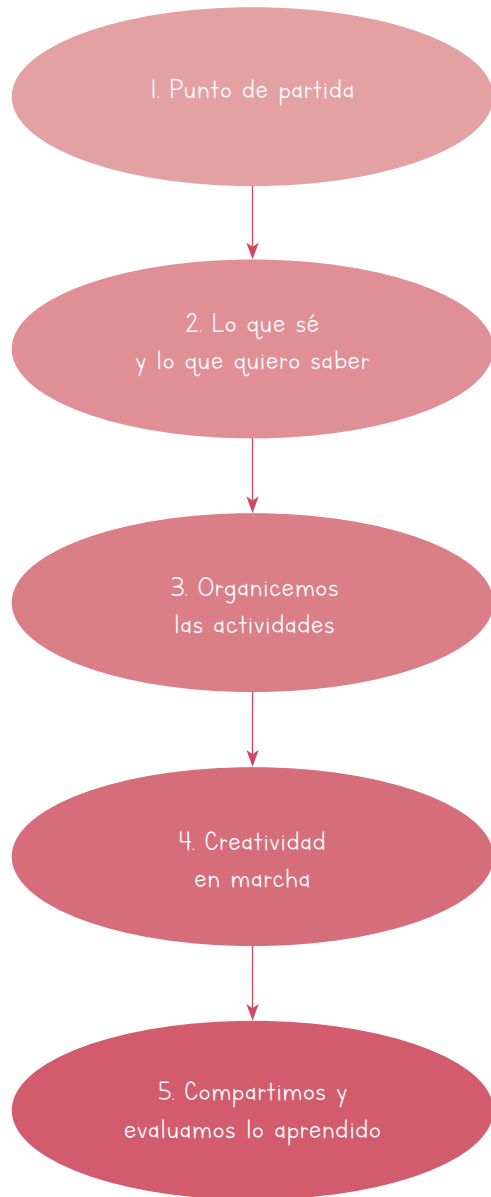 1. Punto de partida
2. Lo que sé
y lo que quiero saber
3. Organicemos
las actividades
4. Creatividad
en marcha
5. Compartimos y
evaluamos lo aprendido